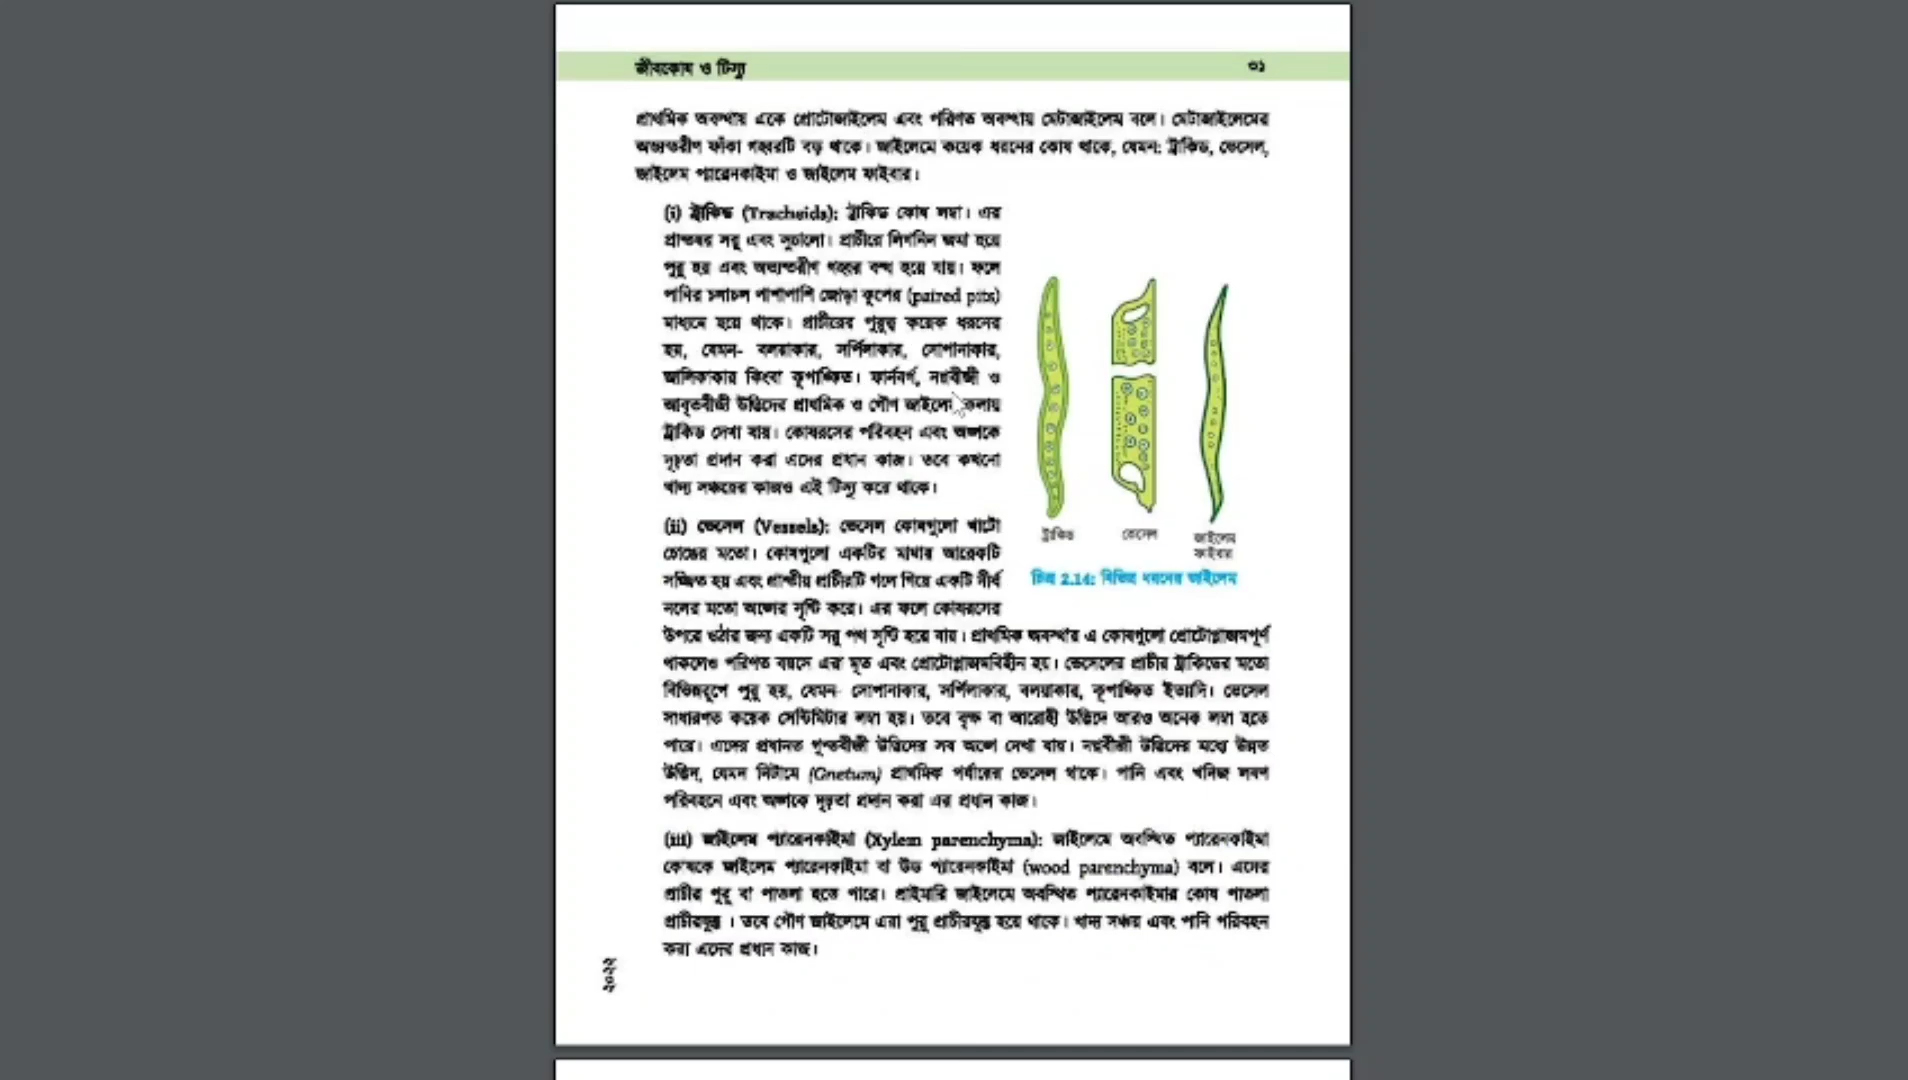 জীবকোষ ও টিস্যু
৩১
প্রাথমিক অবস্থায় একে প্রোটোজাইলেম এবং পরিণত অবস্থায় মেটাজাইলেম বলে। মেটাজাইলেমের
অভ্যন্তরীণ ফাঁকা গহ্বরটি বড় থাকে। জাইলেমে কয়েক ধরনের কোষ থাকে, যেমন: ট্রাকিড, ভেসেল,
জাইলেম প্যারেনকাইমা ও জাইলেম ফাইবার।
(i) ট্রাকিড (Tracheids): ট্রাকিড কোষ লম্বা। এর
প্রান্তদ্বয় সরু এবং সুচালো। প্রাচীরে লিগনিন জমা হয়ে
পুরু হয় এবং অভ্যন্তরীণ গহ্বর বন্ধ হয়ে যায়। ফলে
পানির চলাচল পাশাপাশি জোড়া কূপের (paired pits)
মাধ্যমে হয়ে থাকে। প্রাচীরের পুরুত্ব কয়েক ধরনের
হয়, যেমন- বলয়াকার, সর্পিলাকার, সোপানাকার,
জালিকাকার কিংবা কূপাঙ্কিত। ফার্নবর্গ, নগ্নবীজী ও
আবৃতবীজী উদ্ভিদের প্রাথমিক ও গৌণ জাইলেম কলায়
ট্রাকিড দেখা যায়। কোষরসের পরিবহন এবং অঙ্গকে
দৃঢ়তা প্রদান করা এদের প্রধান কাজ। তবে কখনো
খাদ্য সঞ্চয়ের কাজও এই টিস্যু করে থাকে।
ট্রাকিড
ভেসেল
জাইলেম
ফাইবার
চিত্র 2.14: বিভিন্ন ধরনের জাইলেম
(ii) ভেসেল (Vessels): ভেসেল কোষগুলো খাটো
চোঙের মতো। কোষগুলো একটির মাথায় আরেকটি
সজ্জিত হয় এবং প্রান্তীয় প্রাচীরটি গলে গিয়ে একটি দীর্ঘ
নলের মতো অঙ্গের সৃষ্টি করে। এর ফলে কোষরসের
উপরে ওঠার জন্য একটি সরু পথ সৃষ্টি হয়ে যায়। প্রাথমিক অবস্থায় এ কোষগুলো প্রোটোপ্লাজমপূর্ণ
থাকলেও পরিণত বয়সে এরা মৃত এবং প্রোটোপ্লাজমবিহীন হয়। ভেসেলের প্রাচীর ট্রাকিডের মতো
বিভিন্নরূপে পুরু হয়, যেমন- সোপানাকার, সর্পিলাকার, বলয়াকার, কূপাঙ্কিত ইত্যাদি। ভেসেল
সাধারণত কয়েক সেন্টিমিটার লম্বা হয়। তবে বৃক্ষ বা আরোহী উদ্ভিদে আরও অনেক লম্বা হতে
পারে। এদের প্রধানত গুপ্তবীজী উদ্ভিদের সব অঙ্গে দেখা যায়। নগ্নবীজী উদ্ভিদের মধ্যে উন্নত
উদ্ভিদ, যেমন নিটামে (Gnetum) প্রাথমিক পর্যায়ের ভেসেল থাকে। পানি এবং খনিজ লবণ
পরিবহনে এবং অঙ্গকে দৃঢ়তা প্রদান করা এর প্রধান কাজ।
(iii) জাইলেম প্যারেনকাইমা (Xylem parenchyma): জাইলেমে অবস্থিত প্যারেনকাইমা
কোষকে জাইলেম প্যারেনকাইমা বা উড প্যারেনকাইমা (wood parenchyma) বলে। এদের
প্রাচীর পুরু বা পাতলা হতে পারে। প্রাইমারি জাইলেমে অবস্থিত প্যারেনকাইমার কোষ পাতলা
প্রাচীরযুক্ত । তবে গৌণ জাইলেমে এরা পুরু প্রাচীরযুক্ত হয়ে থাকে। খাদ্য সঞ্চয় এবং পানি পরিবহন
করা এদের প্রধান কাজ।
২০২২